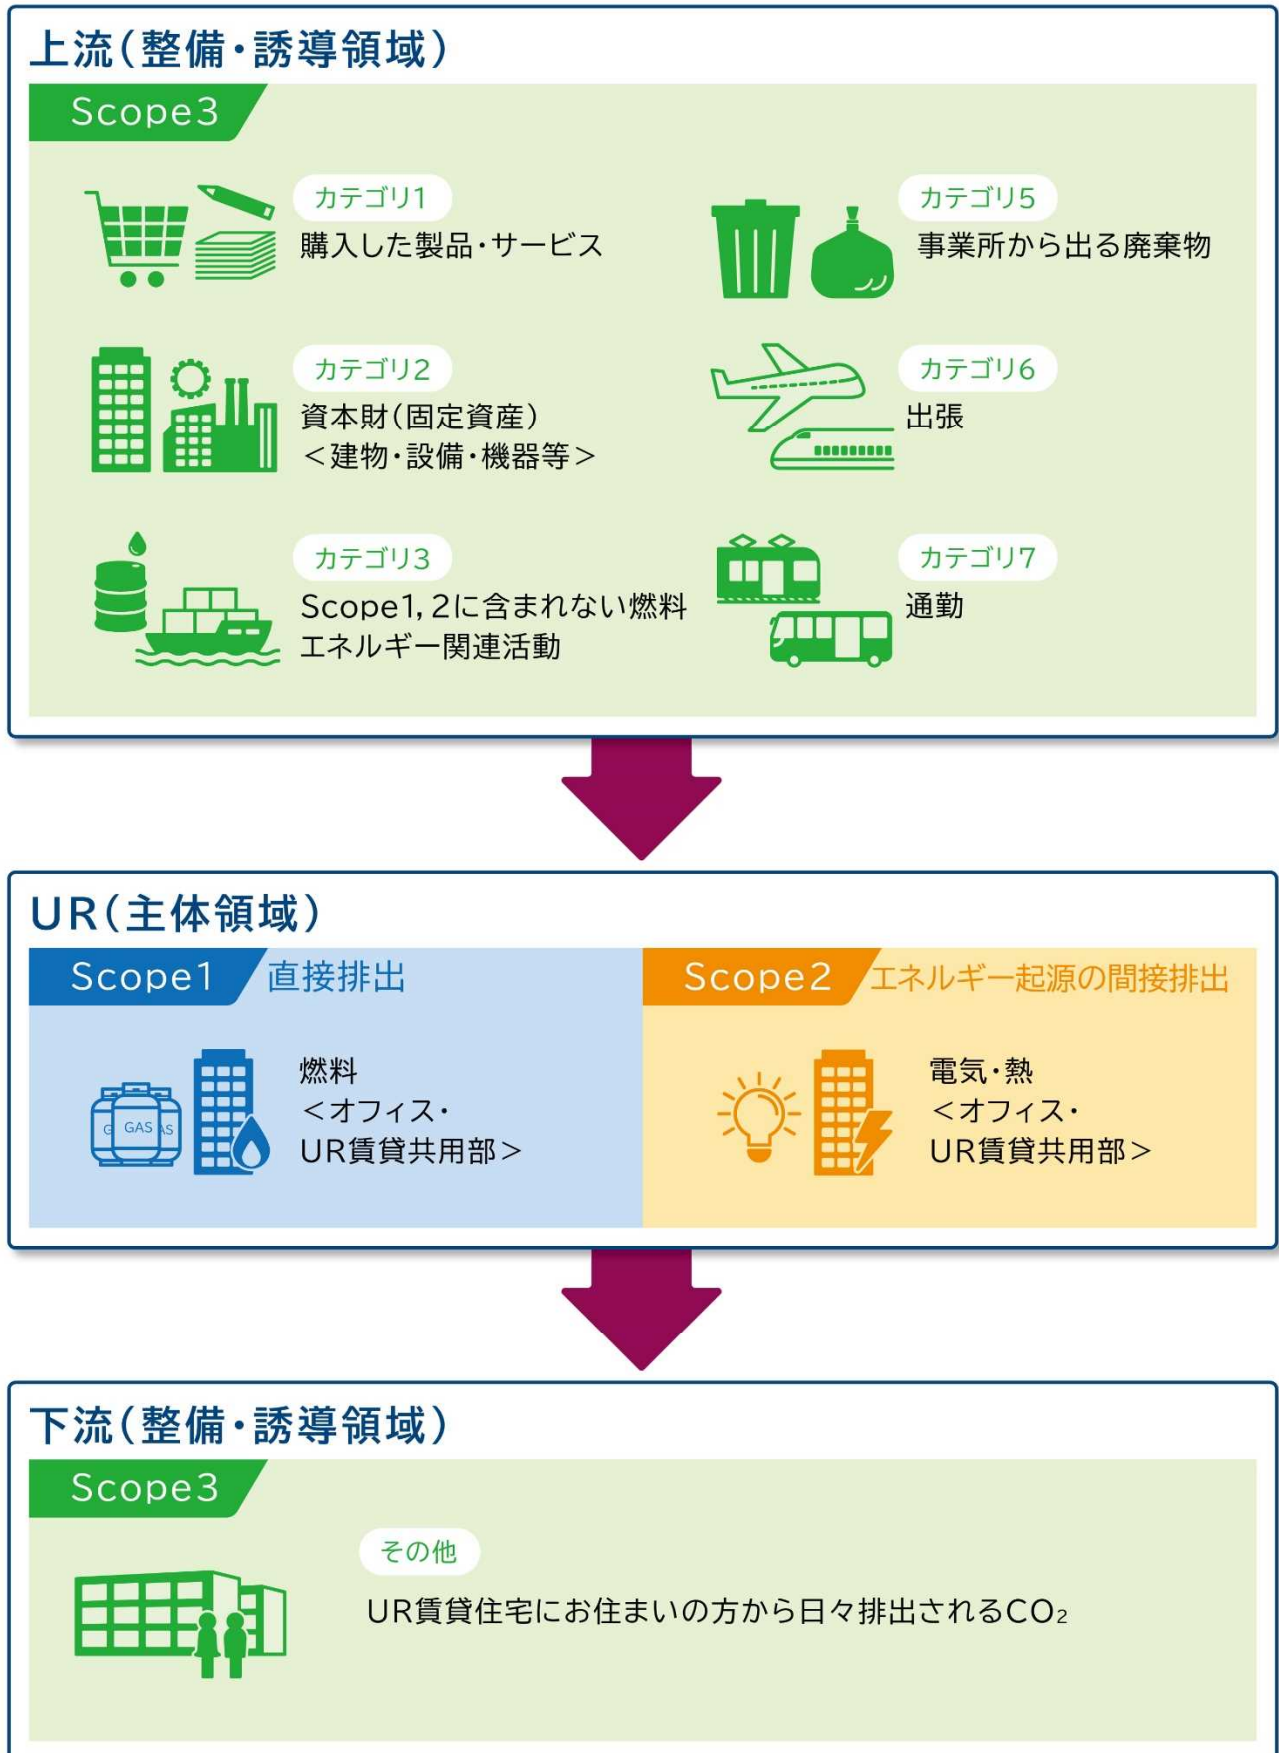 上流（整備・誘導領域）
Scope3
カテゴリ1
購入した製品・サービス
カテゴリ2
資本財（固定資産）
＜建物・設備・機器等＞
カテゴリ3
Scope1, 2に含まれない燃料
エネルギー関連活動
カテゴリ5
事業所から出る廃棄物
カテゴリ6
出張
カテゴリ7
通勤
UR（主体領域）
Scope1 直接排出
GAS
燃料
＜オフィス・
UR賃貸共用部＞
Scope2 エネルギー起源の間接排出
電気・熱
＜オフィス・
UR賃貸共用部＞
下流（整備・誘導領域）
Scope3
その他
UR賃貸住宅にお住まいの方から日々排出されるCO₂